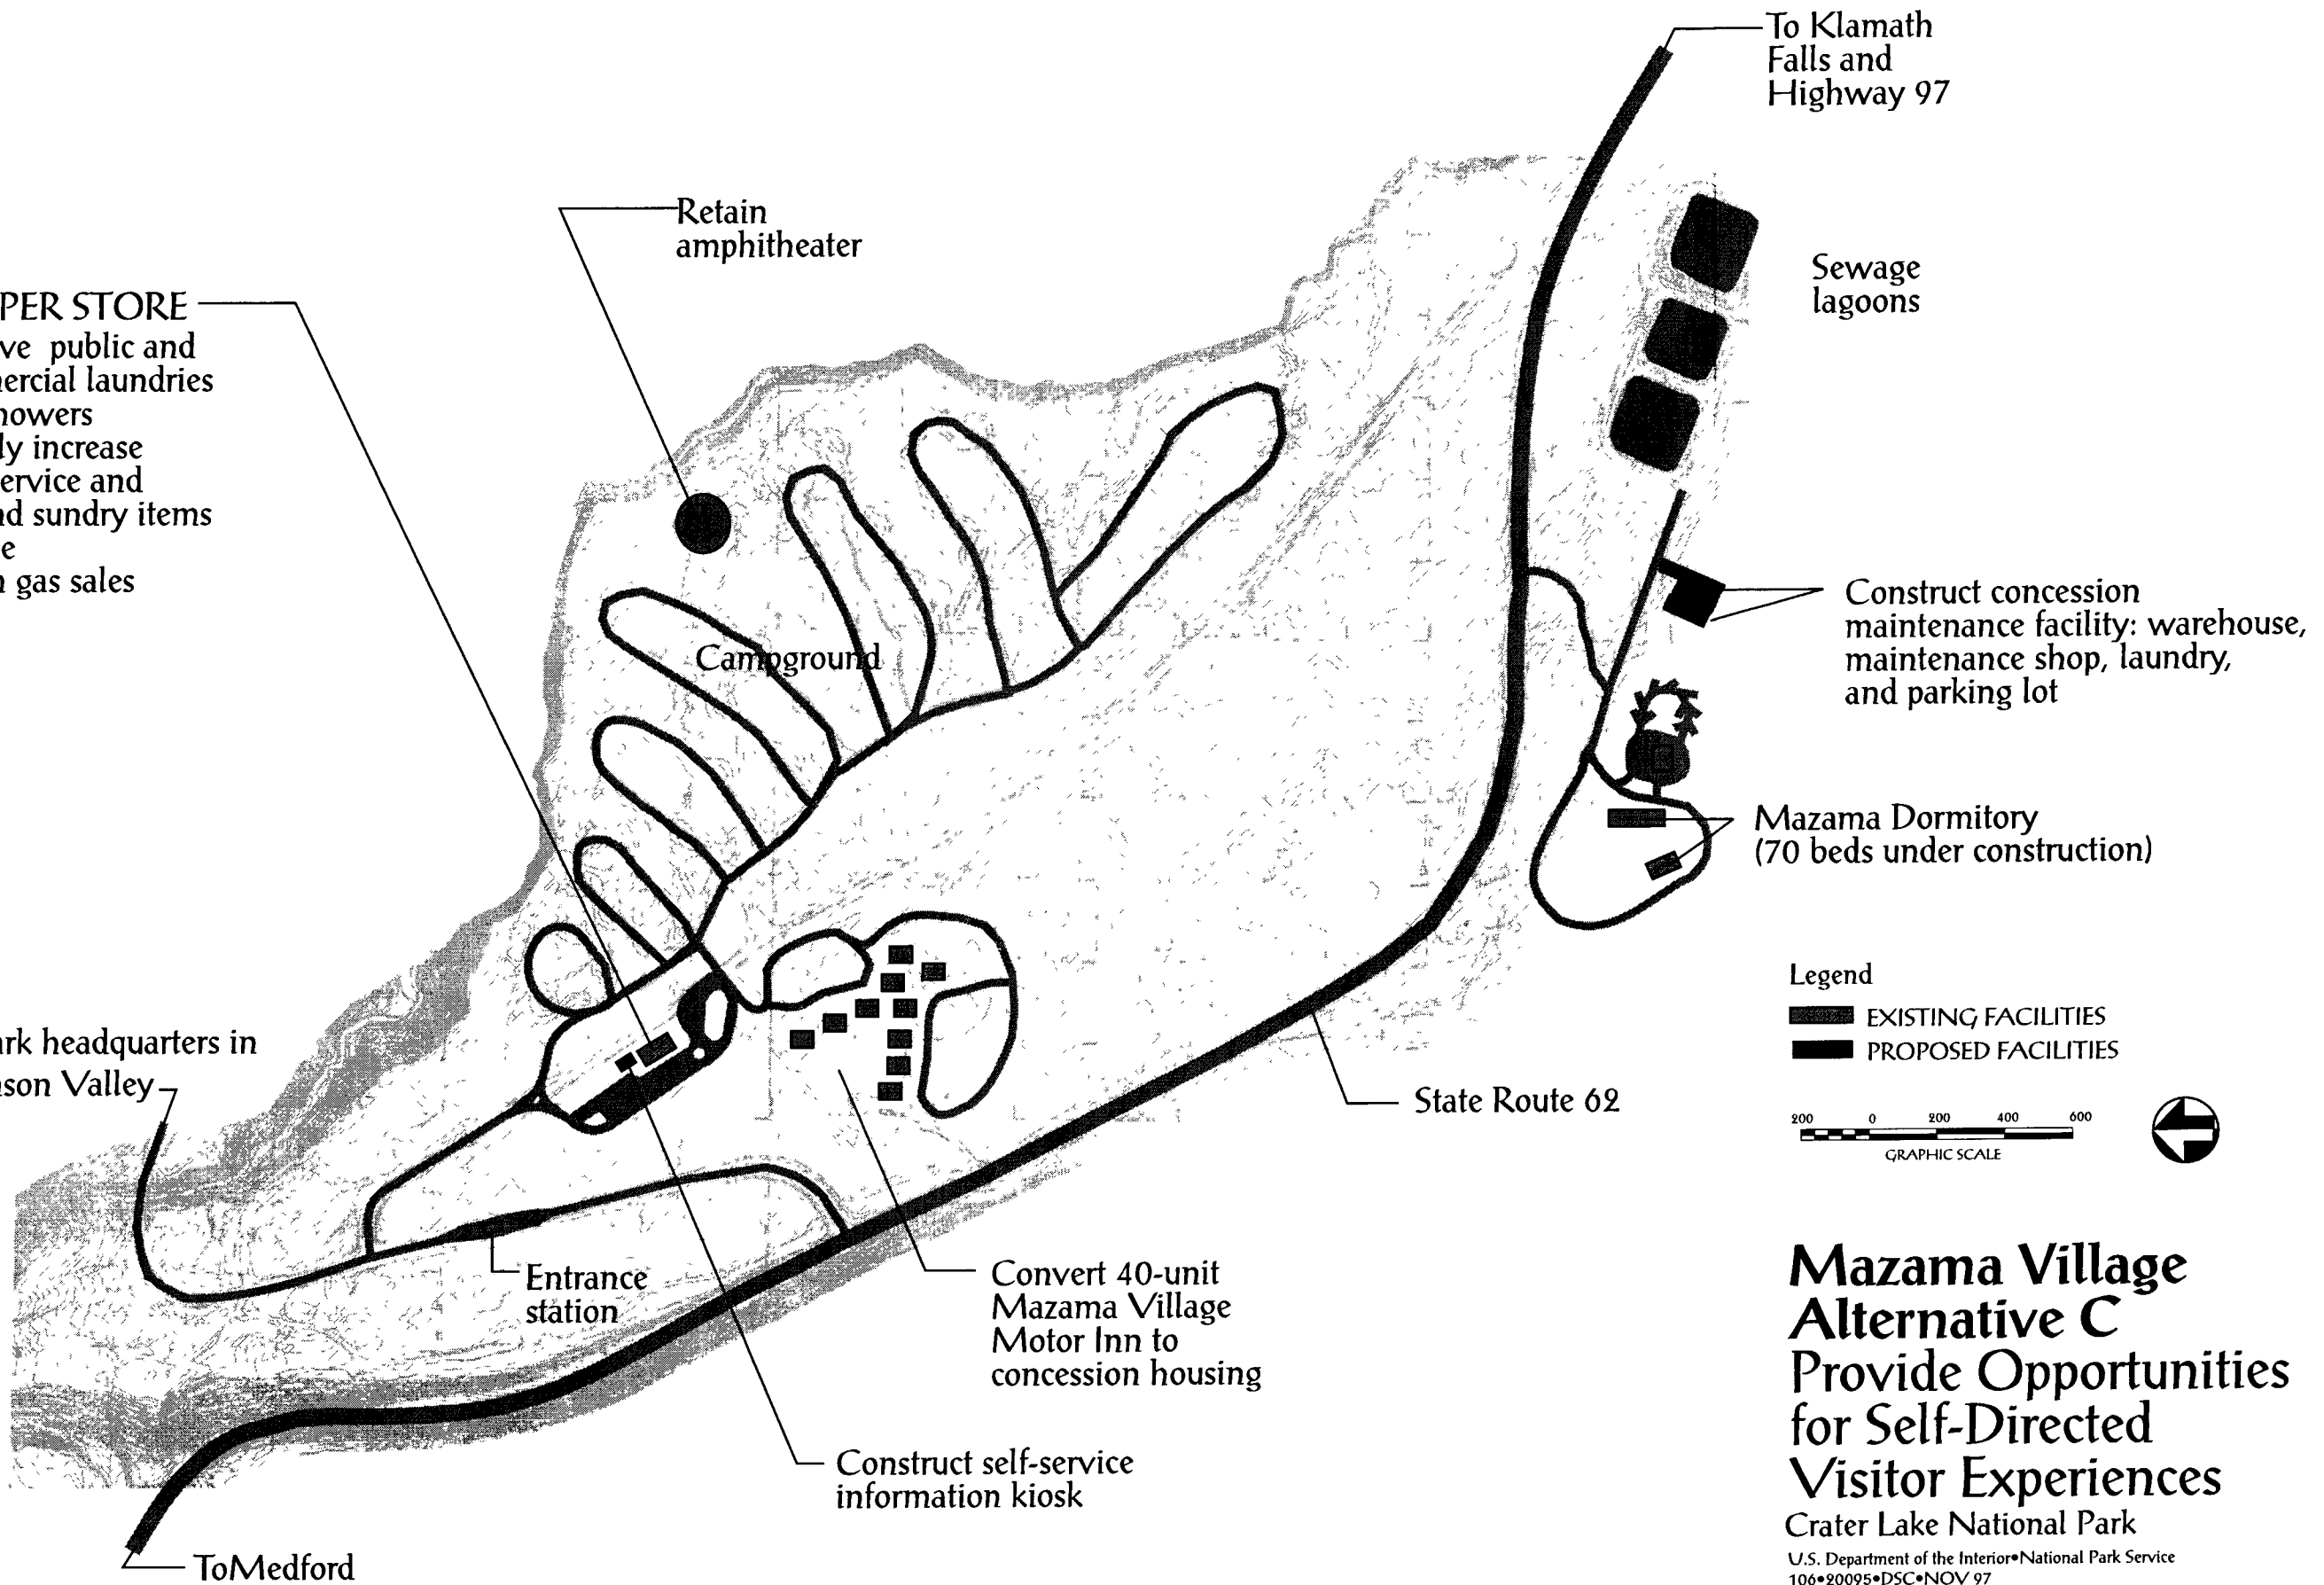 To Klamath
Falls and
Highway 97
Retain
amphitheater
Sewage
lagoons
PER STORE
ve public and
ercial laundries
howers
ly increase
ervice and
nd sundry items
e
gas sales
Construct concession
maintenance facility: warehouse,
maintenance shop, laundry,
and parking lot
Campground
Mazama Dormitory
(70 beds under construction)
Legend
EXISTING FACILITIES
PROPOSED FACILITIES
200 0 200 400 600
GRAPHIC SCALE
ark headquarters in
son Valley
State Route 62
Entrance
station
Convert 40-unit
Mazama Village
Motor Inn to
concession housing
Construct self-service
information kiosk
ToMedford
Mazama Village
Alternative C
Provide Opportunities
for Self-Directed
Visitor Experiences
Crater Lake National Park
U.S. Department of the Interior•National Park Service
106•20095•DSC•NOV 97